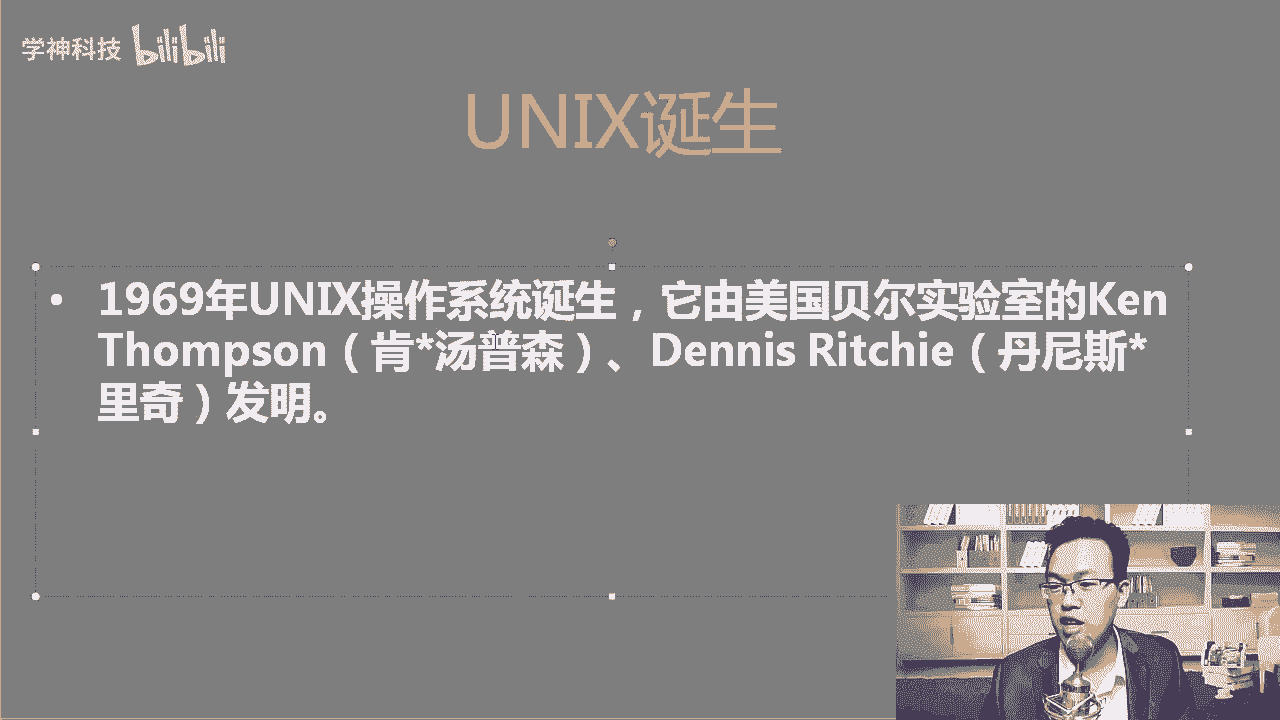 学神科技 bilibili
UNIX诞生
• 1969年UNIX操作系统诞生，它由美国贝尔实验室的Ken
Thompson（肯*汤普森）、Dennis Ritchie（丹尼斯*
里奇）发明。